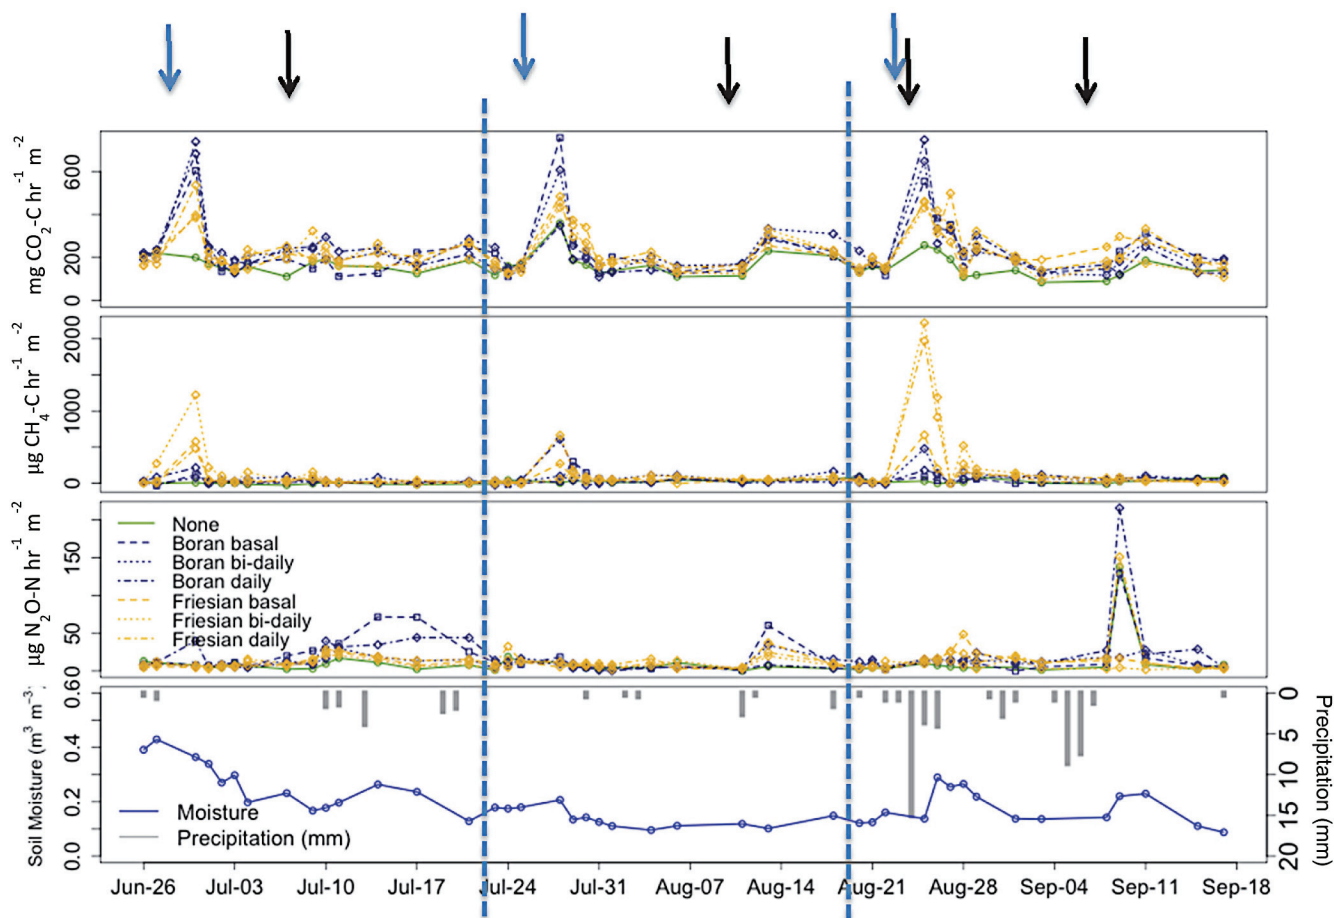 mg CO2-C hr-1 m-2
0
200
600
µg CH4-C hr-1 m-2
0
1000
2000
µg N2O-N hr-1 m-2
50
150
None
Boran basal
Boran bi-daily
Boran daily
Friesian basal
Friesian bi-daily
Friesian daily
Soil Moisture (m3 m-3;
0.0
0.2
0.4
0.6
0
Moisture
Precipitation (mm)
0
5
10
15
20
Precipitation (mm)
Jun-26 Jul-03 Jul-10 Jul-17 Jul-24 Jul-31 Aug-07 Aug-14 Aug-21 Aug-28 Sep-04 Sep-11 Sep-18